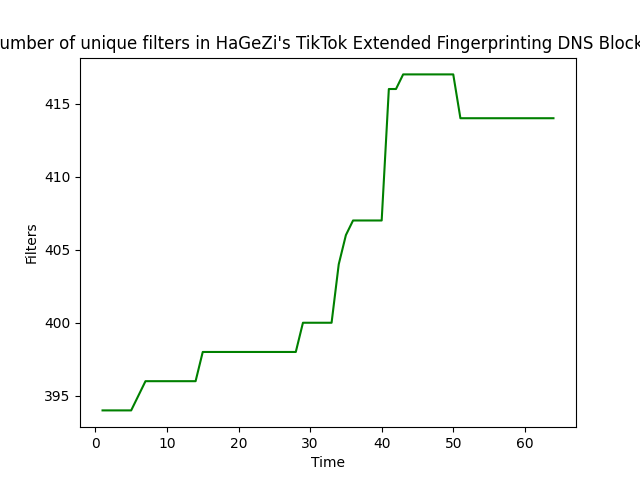 umber of unique filters in HaGeZi's TikTok Extended Fingerprinting DNS Block
415
410
405
400
395
Filters
0 10 20 30 40 50 60
Time